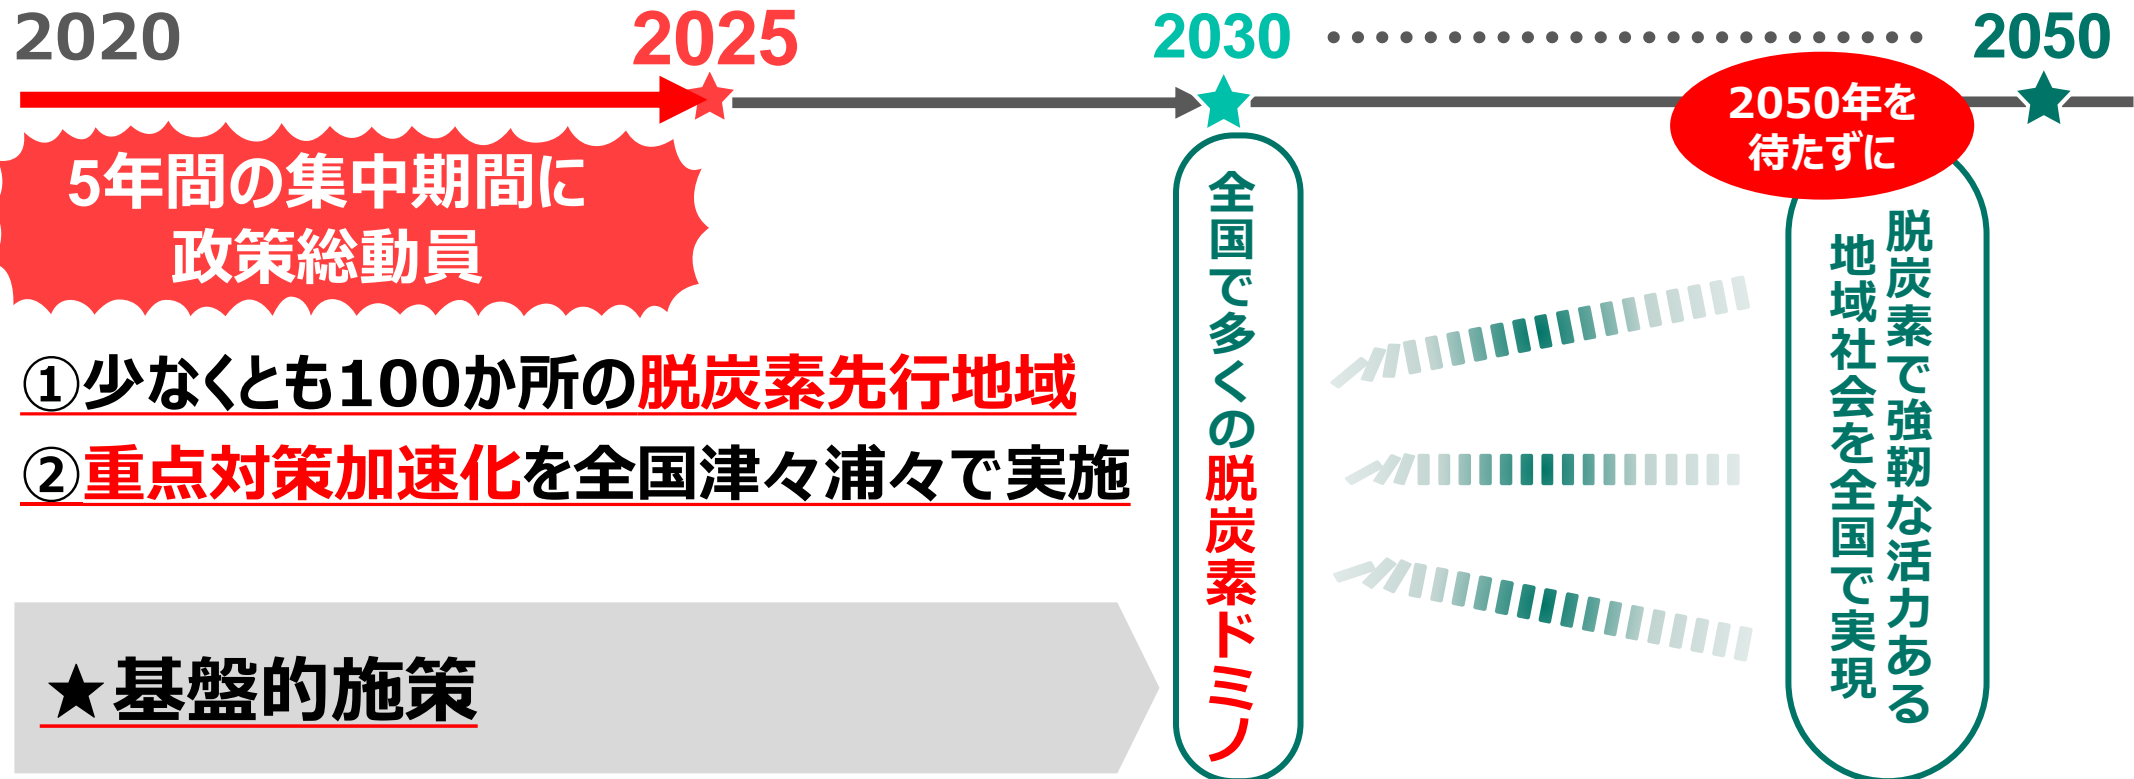 2020
2025
2030
2050
2050年を
待たずに
5年間の集中期間に
政策総動員
①少なくとも100か所の脱炭素先行地域
②重点対策加速化を全国津々浦々で実施
★基盤的施策
全国で多くの脱炭素ドミノ
脱炭素で強靭な活力ある
地域社会を全国で実現